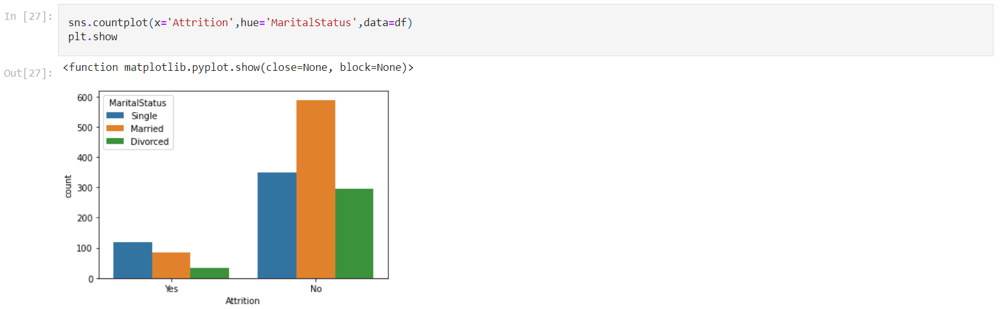 In [27]:
sns.countplot(x='Attrition',hue='MaritalStatus',data=df)
plt.show
Out[27]:
<function matplotlib.pyplot.show(close=None, block=None)>
MaritalStatus
Single
Married
Divorced
600
500
400
300
200
100
0
count
Yes
No
Attrition